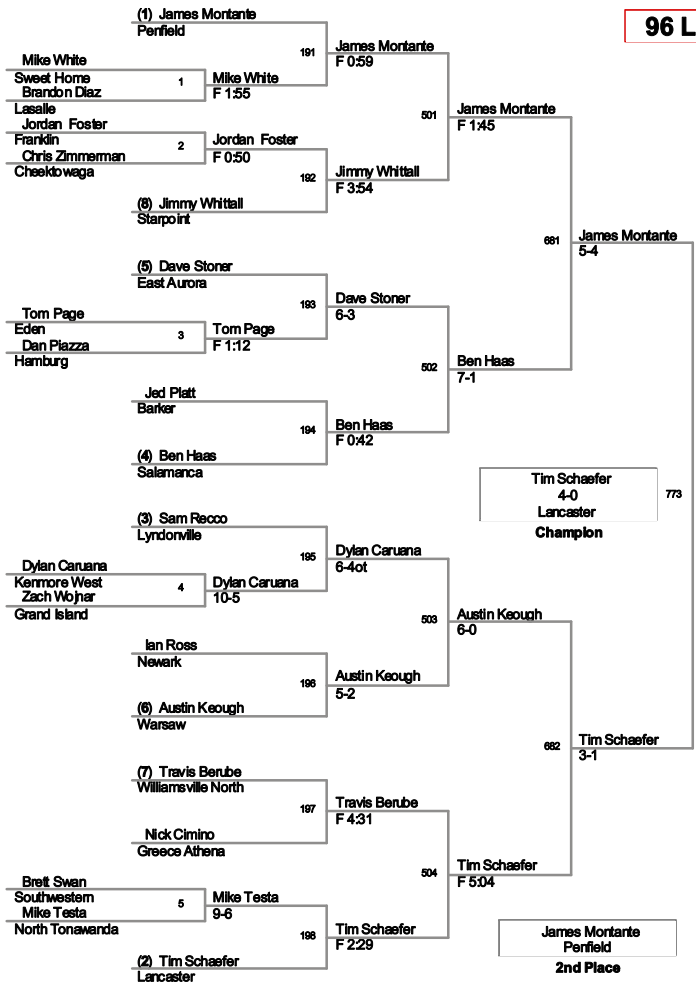 (1) James Montante
Penfield
96 L
191
James Montante
F 0:59
Mike White
Sweet Home
1
Mike White
F 1:55
Brandon Diaz
Lasalle
501
James Montante
F 1:45
Jordan Foster
Franklin
2
Jordan Foster
F 0:50
Chris Zimmerman
Cheektowaga
192
Jimmy Whittall
F 3:54
(8) Jimmy Whittall
Starpoint
681
James Montante
5-4
(5) Dave Stoner
East Aurora
193
Dave Stoner
6-3
Tom Page
Eden
3
Tom Page
F 1:12
Dan Piazza
Hamburg
502
Ben Haas
7-1
Jed Platt
Barker
194
Ben Haas
F 0:42
(4) Ben Haas
Salamanca
Tim Schaefer
4-0
Lancaster
773
Champion
(3) Sam Recco
Lyndonville
195
Dylan Caruana
6-4ot
Dylan Caruana
Kenmore West
4
Dylan Caruana
10-5
Zach Wojnar
Grand Island
503
Austin Keough
6-0
Ian Ross
Newark
196
Austin Keough
5-2
(6) Austin Keough
Warsaw
682
Tim Schaefer
3-1
(7) Travis Berube
Williamsville North
197
Travis Berube
F 4:31
Nick Cimino
Greece Athena
504
Tim Schaefer
F 5:04
Brett Swan
Southwestern
5
Mike Testa
9-6
Mike Testa
North Tonawanda
198
Tim Schaefer
F 2:29
(2) Tim Schaefer
Lancaster
James Montante
Penfield
2nd Place